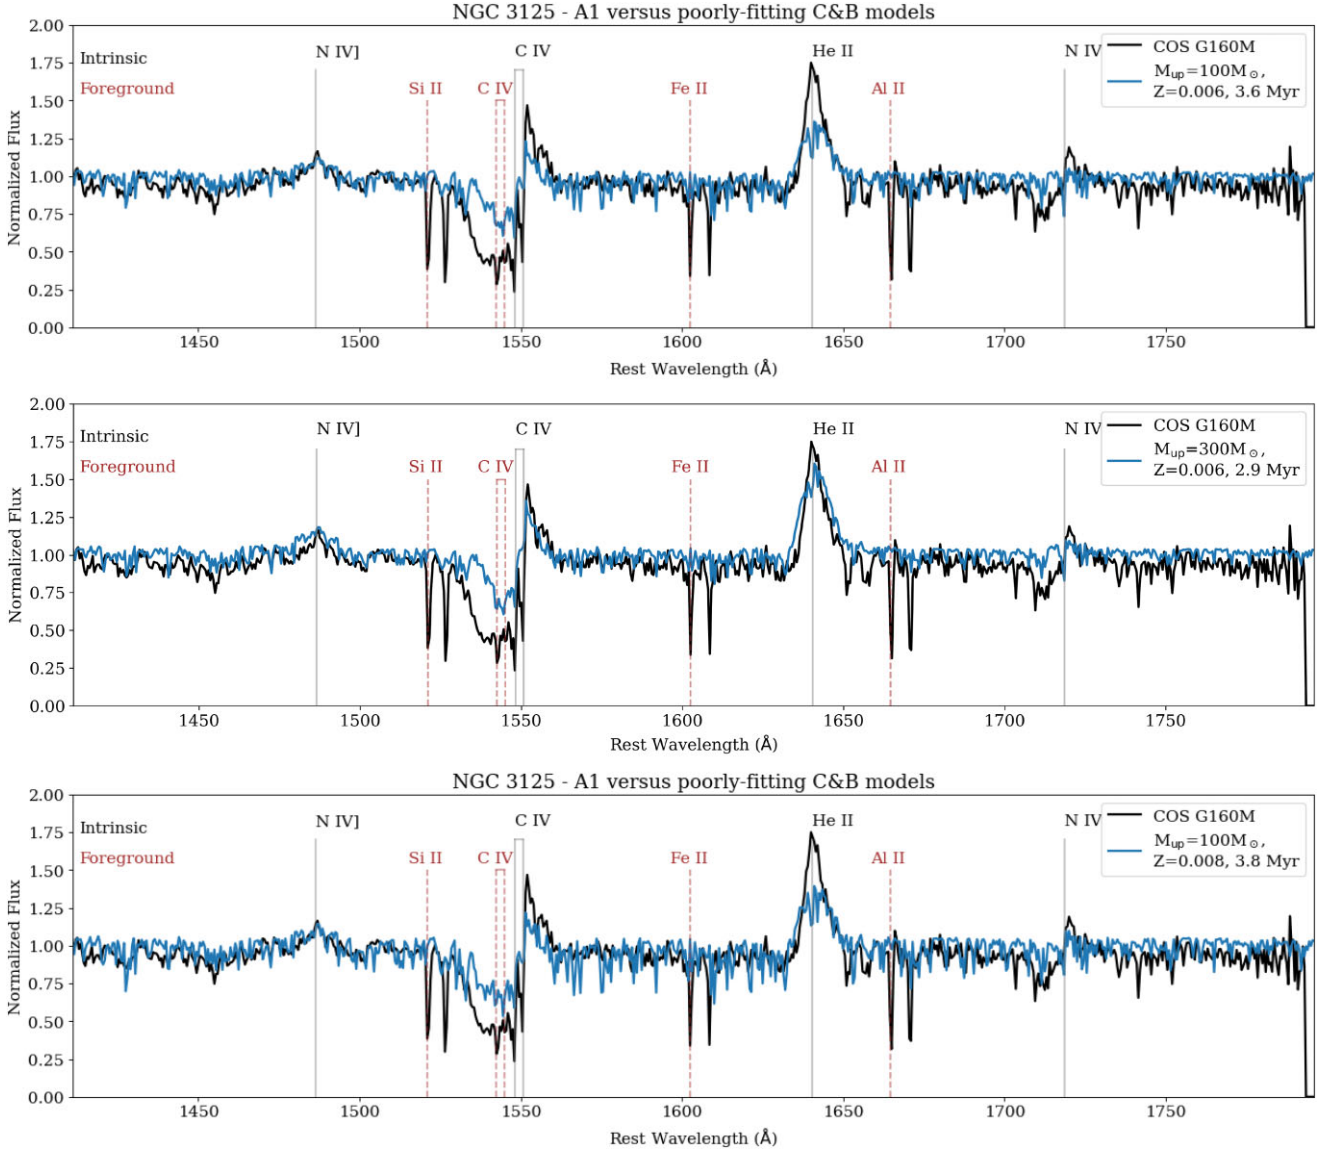 NGC 3125 - A1 versus poorly-fitting C&B models
Normalized Flux
2.00
1.75
1.50
1.25
1.00
0.75
0.50
0.25
0.00
Intrinsic
Foreground
N IV]
Si II
C IV
C IV
Fe II
He II
Al II
N IV
COS G160M
Mup=100M☉,
Z=0.006, 3.6 Myr
1450
1500
1550
1600
1650
1700
1750
Rest Wavelength (Å)
Normalized Flux
2.00
1.75
1.50
1.25
1.00
0.75
0.50
0.25
0.00
Intrinsic
Foreground
N IV]
Si II
C IV
C IV
Fe II
He II
Al II
N IV
COS G160M
Mup=300M☉,
Z=0.006, 2.9 Myr
1450
1500
1550
1600
1650
1700
1750
Rest Wavelength (Å)
NGC 3125 - A1 versus poorly-fitting C&B models
Normalized Flux
2.00
1.75
1.50
1.25
1.00
0.75
0.50
0.25
0.00
Intrinsic
Foreground
N IV]
Si II
C IV
C IV
Fe II
He II
Al II
N IV
COS G160M
Mup=100M☉,
Z=0.008, 3.8 Myr
1450
1500
1550
1600
1650
1700
1750
Rest Wavelength (Å)